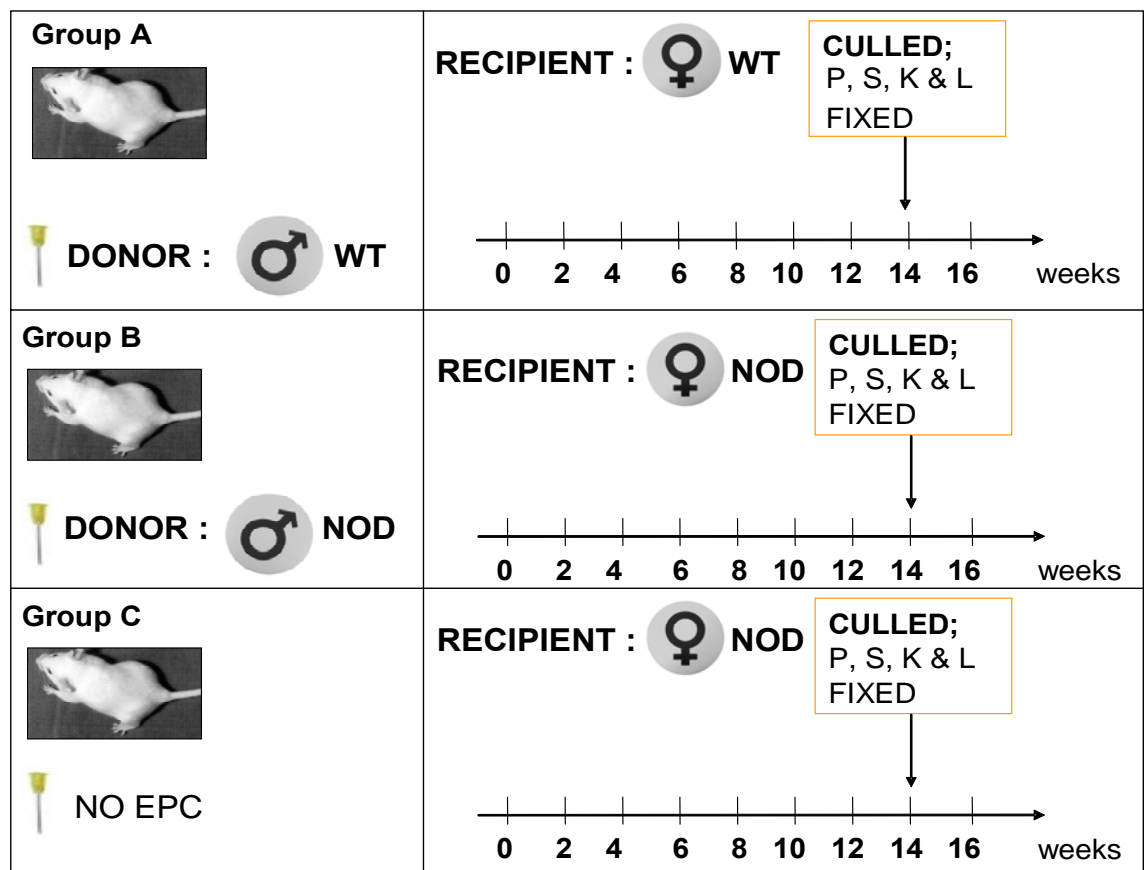 Group A
DONOR : ♂ WT
RECIPIENT : ♀ WT
CULLED;
P, S, K & L
FIXED
0 2 4 6 8 10 12 14 16 weeks
Group B
DONOR : ♂ NOD
RECIPIENT : ♀ NOD
CULLED;
P, S, K & L
FIXED
0 2 4 6 8 10 12 14 16 weeks
Group C
NO EPC
RECIPIENT : ♀ NOD
CULLED;
P, S, K & L
FIXED
0 2 4 6 8 10 12 14 16 weeks